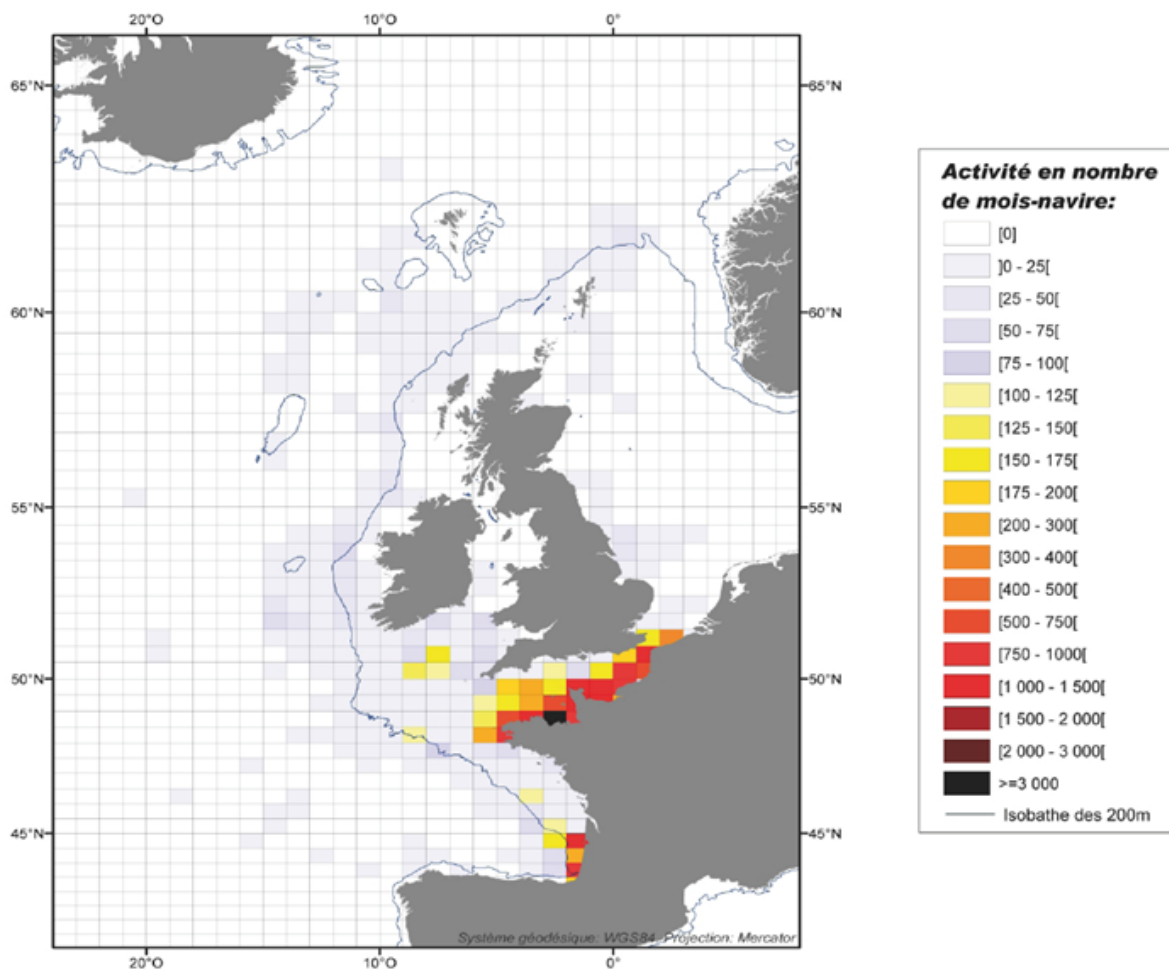 20°O 10°O 0°
65°N 65°N
60°N 60°N
55°N 55°N
50°N 50°N
45°N 45°N
Système géodésique: WGS84, Projection: Mercator
20°O 10°O 0°
Activité en nombre
de mois-navire:
[0]
]0 - 25[
[25 - 50[
[50 - 75[
[75 - 100[
[100 - 125[
[125 - 150[
[150 - 175[
[175 - 200[
[200 - 300[
[300 - 400[
[400 - 500[
[500 - 750[
[750 - 1000[
[1 000 - 1 500[
[1 500 - 2 000[
[2 000 - 3 000[
>=3 000
Isobathe des 200m